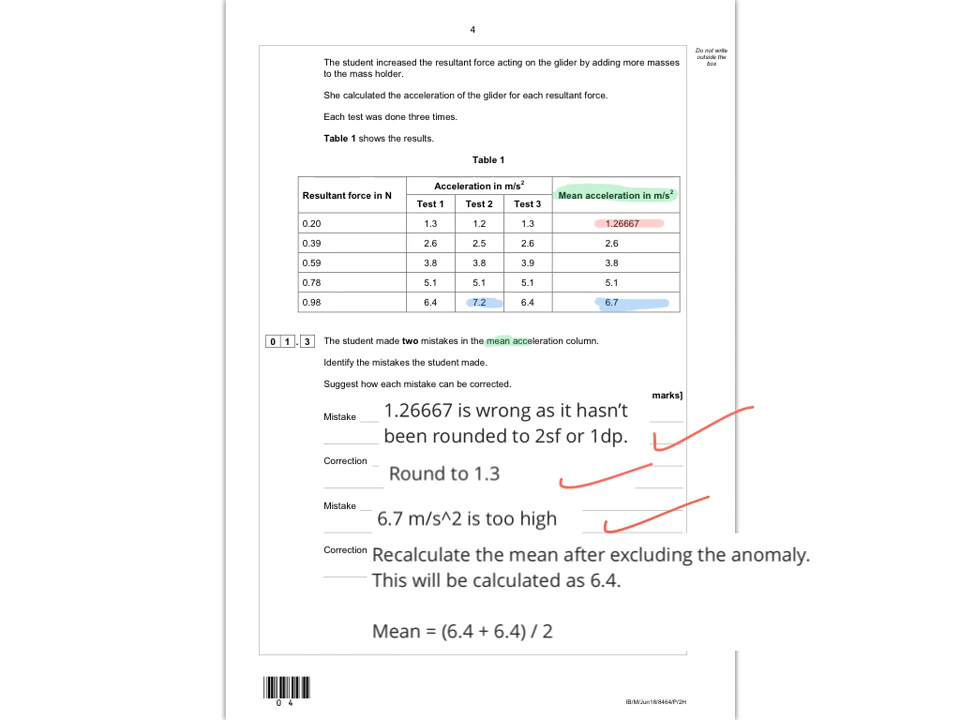 4
Do not write
outside the
box
The student increased the resultant force acting on the glider by adding more masses
to the mass holder.
She calculated the acceleration of the glider for each resultant force.
Each test was done three times.
Table 1 shows the results.
Table 1
Resultant force in N Acceleration in m/s² Mean acceleration in m/s²
Test 1 Test 2 Test 3
0.20 1.3 1.2 1.3 1.26667
0.39 2.6 2.5 2.6 2.6
0.59 3.8 3.8 3.9 3.8
0.78 5.1 5.1 5.1 5.1
0.98 6.4 7.2 6.4 6.7
0 1 . 3 The student made two mistakes in the mean acceleration column.
Identify the mistakes the student made.
Suggest how each mistake can be corrected.
marks]
Mistake 1.26667 is wrong as it hasn't
been rounded to 2sf or 1dp.
Correction Round to 1.3
Mistake 6.7 m/s^2 is too high
Correction Recalculate the mean after excluding the anomaly.
This will be calculated as 6.4.
Mean = (6.4 + 6.4) / 2
0 4
IB/M/Jun18/8464/P/2H